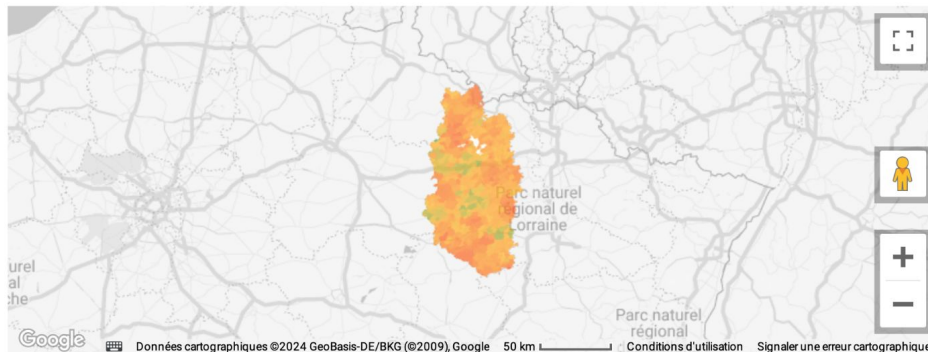 Parc naturel
régional de
Lorraine
turel
al
che
Parc naturel
régional
Google
Données cartographiques ©2024 GeoBasis-DE/BKG (©2009), Google 50 km Conditions d'utilisation Signaler une erreur cartographique